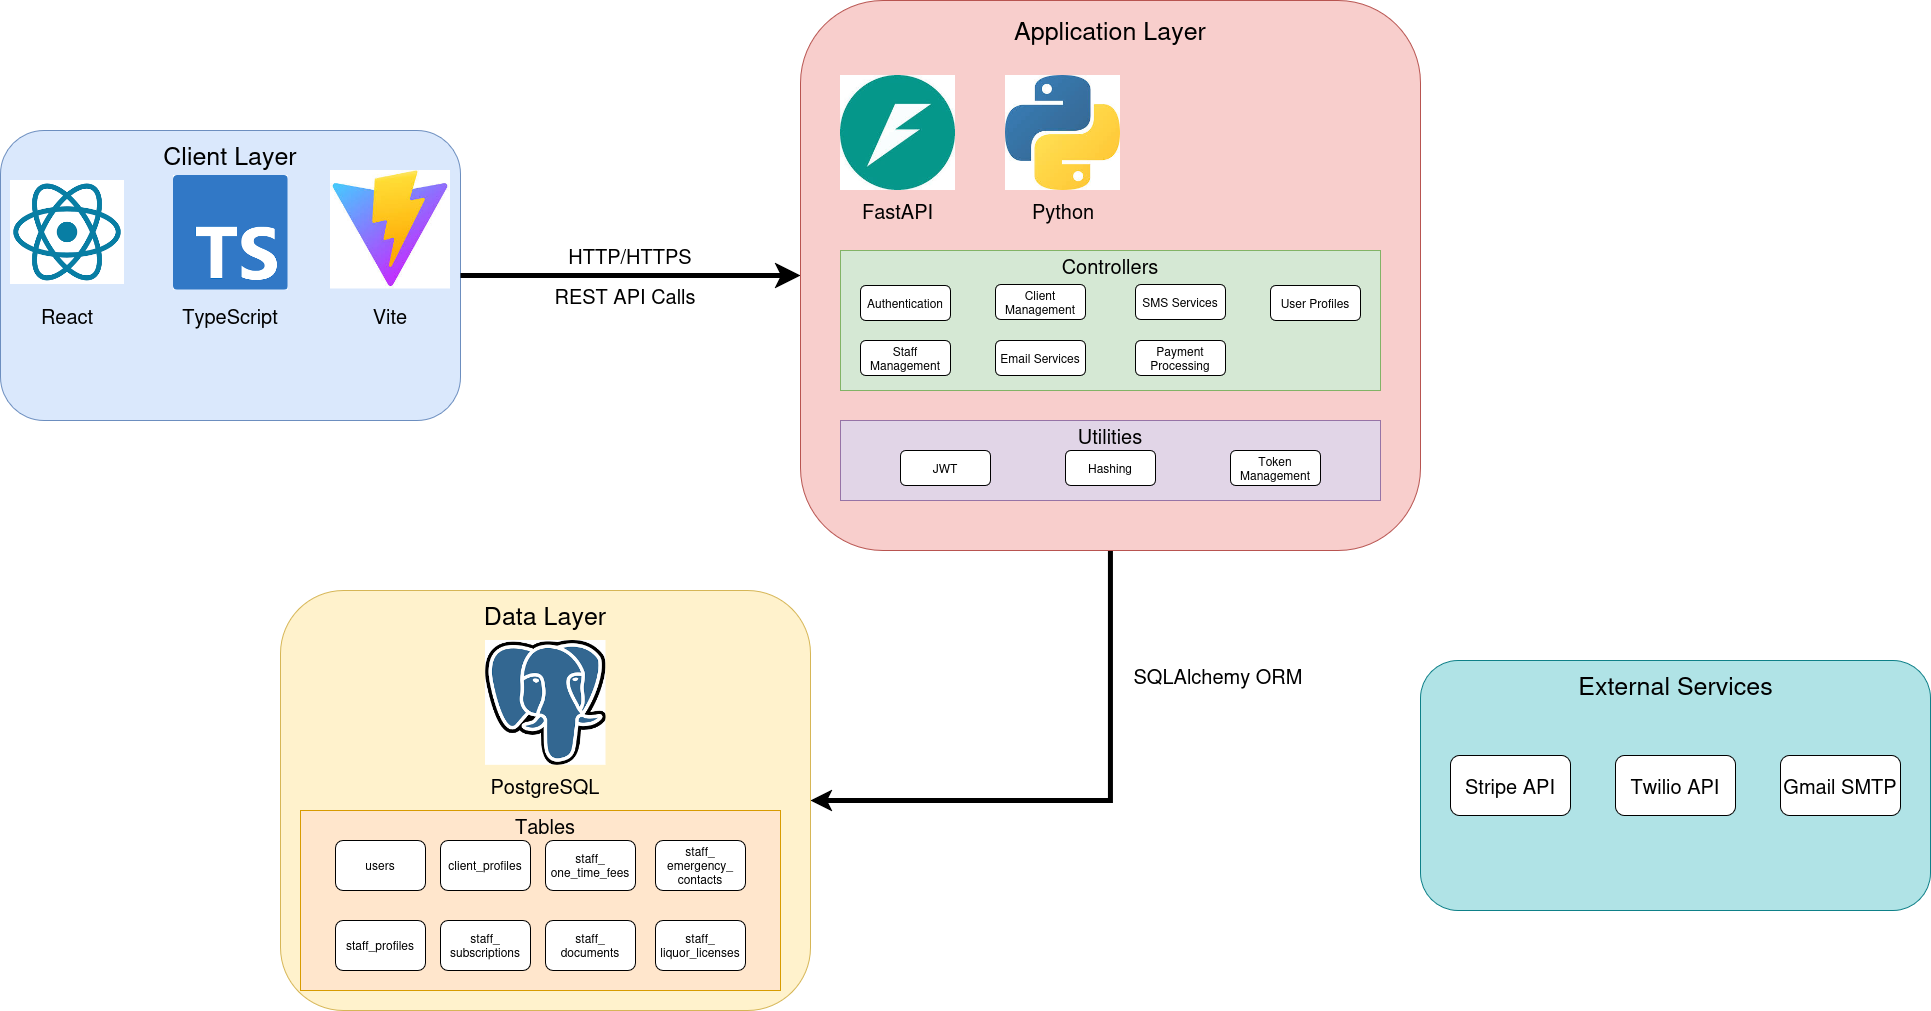 Application Layer
FastAPI
Python
Controllers
Authentication
Client
Management
SMS Services
User Profiles
Staff
Management
Email Services
Payment
Processing
Utilities
JWT
Hashing
Token
Management
Client Layer
TS
React
TypeScript
Vite
HTTP/HTTPS
REST API Calls
SQLAlchemy ORM
Data Layer
PostgreSQL
Tables
users
client_profiles
staff_
one_time_fees
staff_
emergency_
contacts
staff_profiles
staff_
subscriptions
staff_
documents
staff_
liquor_licenses
External Services
Stripe API
Twilio API
Gmail SMTP